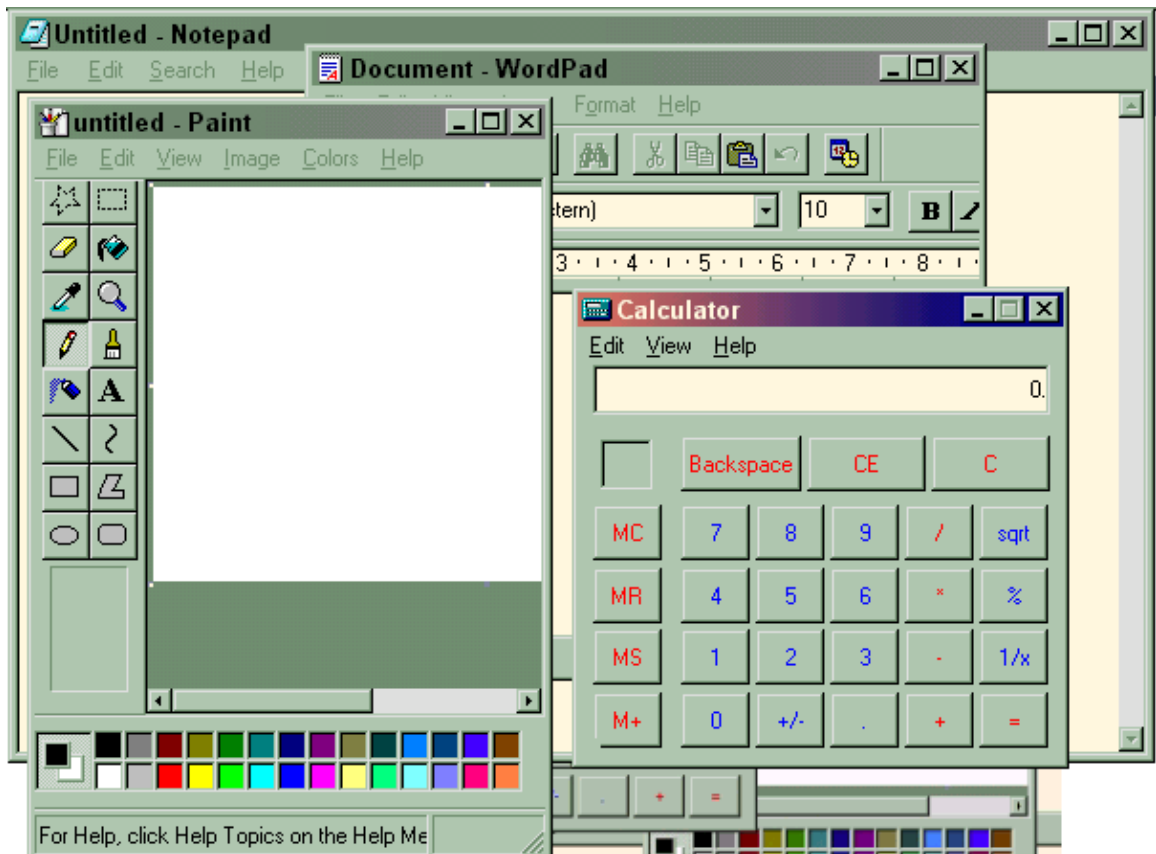 Untitled - Notepad
File Edit Search Help
Document - WordPad
Format Help
untitled - Paint
File Edit View Image Colors Help
10
B
3 4 5 6 7 8
A
Calculator
Edit View Help
0.
Backspace CE C
MC 7 8 9 / sqrt
MR 4 5 6 * %
MS 1 2 3 - 1/x
M+ 0 +/- . + =
. + =
For Help, click Help Topics on the Help Me